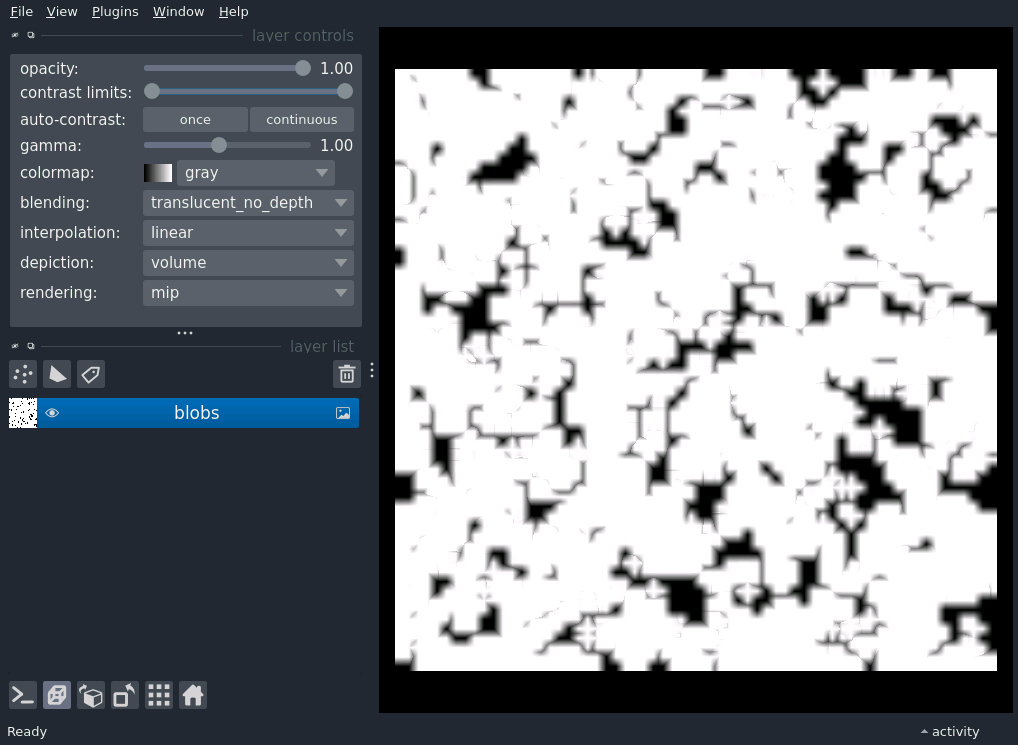 File View Plugins Window Help
layer controls
opacity: 1.00
contrast limits:
auto-contrast: once continuous
gamma: 1.00
colormap: gray
blending: translucent_no_depth
interpolation: linear
depiction: volume
rendering: mip
layer list
blobs
Ready activity